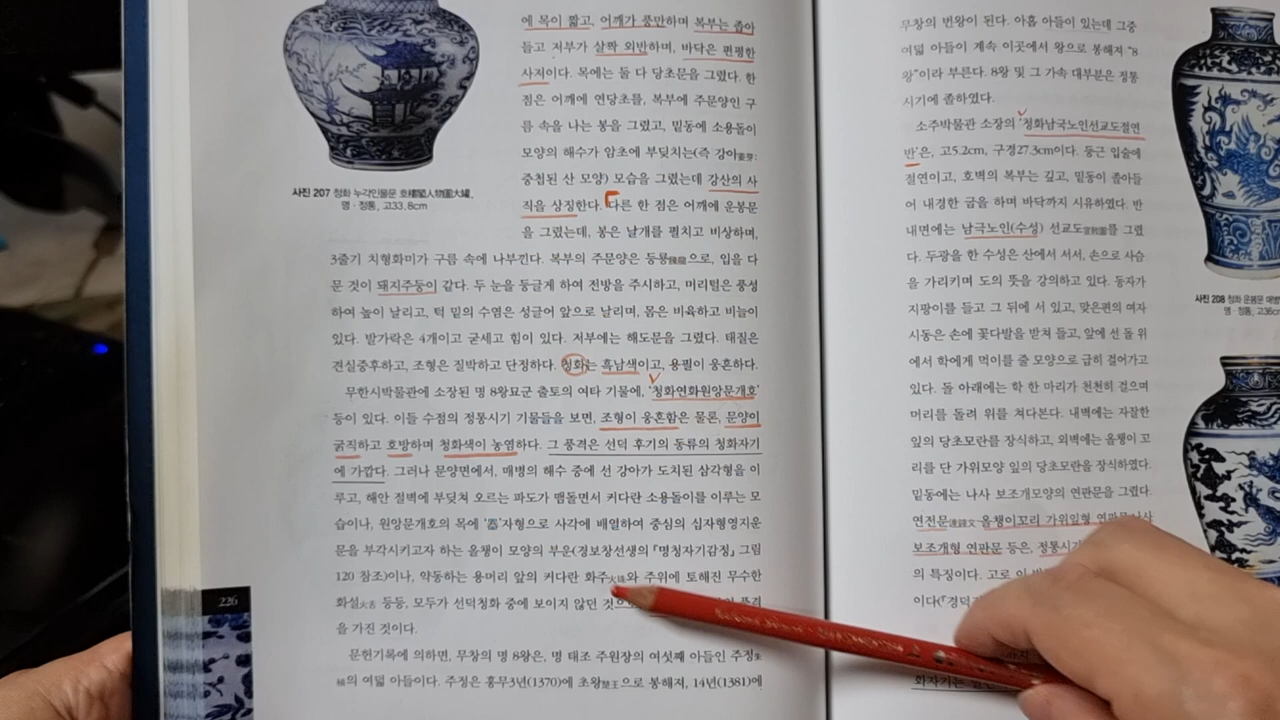 에 목이 짧고, 어깨가 풍만하며 복부는 좁아
들고 저부가 살짝 외반하며, 바닥은 편평한
사저이다. 목에는 둘 다 당초문을 그렸다. 한
점은 어깨에 연당초를, 복부에 주문양인 구
름 속을 나는 봉을 그렸고, 밑동에 소용돌이
모양의 해수가 암초에 부딪치는(즉 강아薑芽:
중첩된 산 모양) 모습을 그렸는데 강산의 사
직을 상징한다. 다른 한 점은 어깨에 운봉문
을 그렸는데, 봉은 날개를 펼치고 비상하며,
사진 207 청화 누각인물문 호樓閣人物圖大罐,
명·정통, 고33.8cm
3줄기 치형화미가 구름 속에 나부낀다. 복부의 주문양은 등룡騰龍으로, 입을 다
문 것이 돼지주둥이 같다. 두 눈을 둥글게 하여 전방을 주시하고, 머리털은 풍성
하여 높이 날리고, 턱 밑의 수염은 성글어 앞으로 날리며, 몸은 비육하고 비늘이
있다. 발가락은 4개이고 굳세고 힘이 있다. 저부에는 해도문을 그렸다. 태질은
견실중후하고, 조형은 질박하고 단정하다. 청화는 흑남색이고, 용필이 웅혼하다.
무한시박물관에 소장된 명 8왕묘군 출토의 여타 기물에, ‘청화연화원앙문개호’
등이 있다. 이들 수점의 정통시기 기물들을 보면, 조형이 웅혼함은 물론, 문양이
굵직하고 호방하며 청화색이 농염하다. 그 풍격은 선덕 후기의 동류의 청화자기
에 가깝다. 그러나 문양면에서, 매병의 해수 중에 선 강아가 도치된 삼각형을 이
루고, 해안 절벽에 부딪쳐 오르는 파도가 맴돌면서 커다란 소용돌이를 이루는 모
습이나, 원앙문개호의 목에 ‘器’자형으로 사각에 배열하여 중심의 십자형영지운
문을 부각시키고자 하는 올챙이 모양의 부운(경보창선생의 『명청자기감정』 그림
120 참조)이나, 약동하는 용머리 앞의 커다란 화주火珠와 주위에 토해진 무수한
화설火舌 등등, 모두가 선덕청화 중에 보이지 않던 것으 풍격
을 가진 것이다.
문헌기록에 의하면, 무창의 명 8왕은, 명 태조 주원장의 여섯째 아들인 주정朱
楨의 여덟 아들이다. 주정은 홍무3년(1370)에 초왕楚王으로 봉해져, 14년(1381)에
226
무창의 번왕이 된다. 아홉 아들이 있는데 그중
여덟 아들이 계속 이곳에서 왕으로 봉해져 “8
왕”이라 부른다. 8왕 및 그 가속 대부분은 정통
시기에 졸하였다.
소주박물관 소장의 ‘청화남극노인선교도절연
반’은, 고5.2cm, 구경27.3cm이다. 둥근 입술에
절연이고, 호벽의 복부는 깊고, 밑동이 졸아들
어 내경한 굽을 하며 바닥까지 시유하였다. 반
내면에는 남극노인(수성) 선교도를 그렸
다. 두광을 한 수성은 산에서 서서, 손으로 사슴
을 가리키며 도의 뜻을 강의하고 있다. 동자가
지팡이를 들고 그 뒤에 서 있고, 맞은편의 여자
시동은 손에 꽃다발을 받쳐 들고, 앞에 선 돌 위
에서 학에게 먹이를 줄 모양으로 급히 걸어가고
있다. 돌 아래에는 학 한 마리가 천천히 걸으며
머리를 돌려 위를 쳐다본다. 내벽에는 자잘한
잎의 당초모란을 장식하고, 외벽에는 올챙이 꼬
리를 단 가위모양 잎의 당초모란을 장식하였다.
밑동에는 나사 보조개모양의 연판문을 그렸다.
연전문連錢文 올챙이꼬리 가위잎형 연판문
보조개형 연판문 등은, 정통시기
의 특징이다. 고로 이
이다(『경덕
화자기는
사진 208 청화 운봉문 매병
명·정통, 고36c